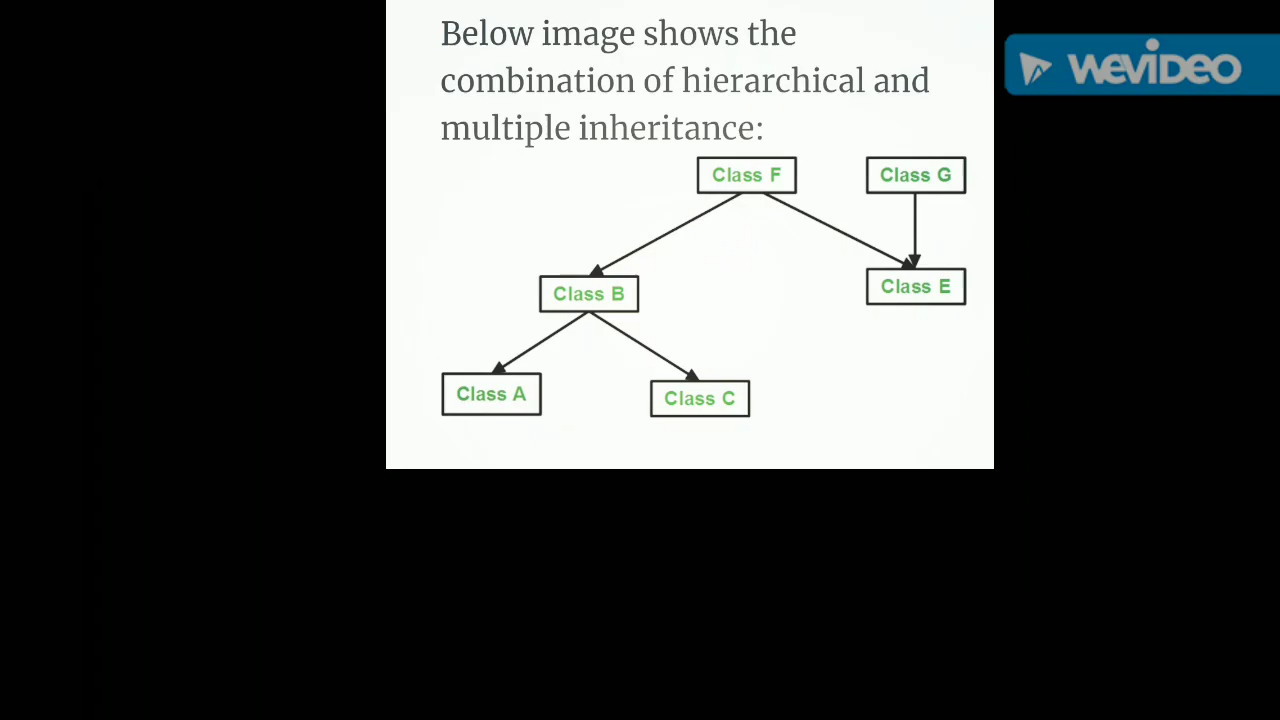 Below image shows the
combination of hierarchical and
multiple inheritance:
WEVIDEO
Class F
Class G
Class B
Class E
Class A
Class C